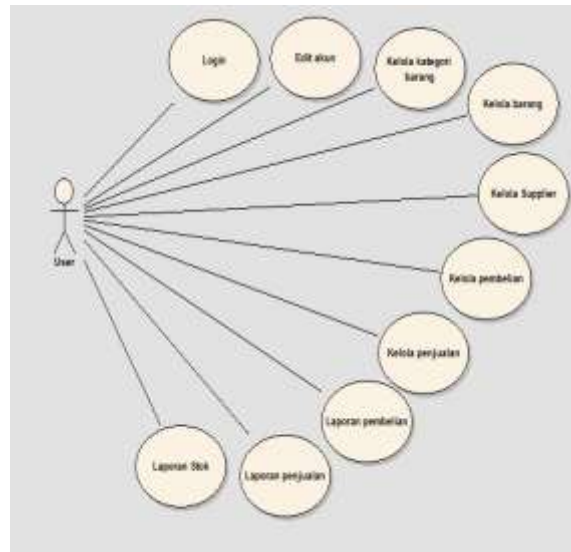 Login
Edit akun
Kelola kategori
barang
Kelola barang
Kelola Supplier
User
Kelola pembelian
Kelola penjualan
Laporan pembelian
Laporan Stok
Laporan penjualan